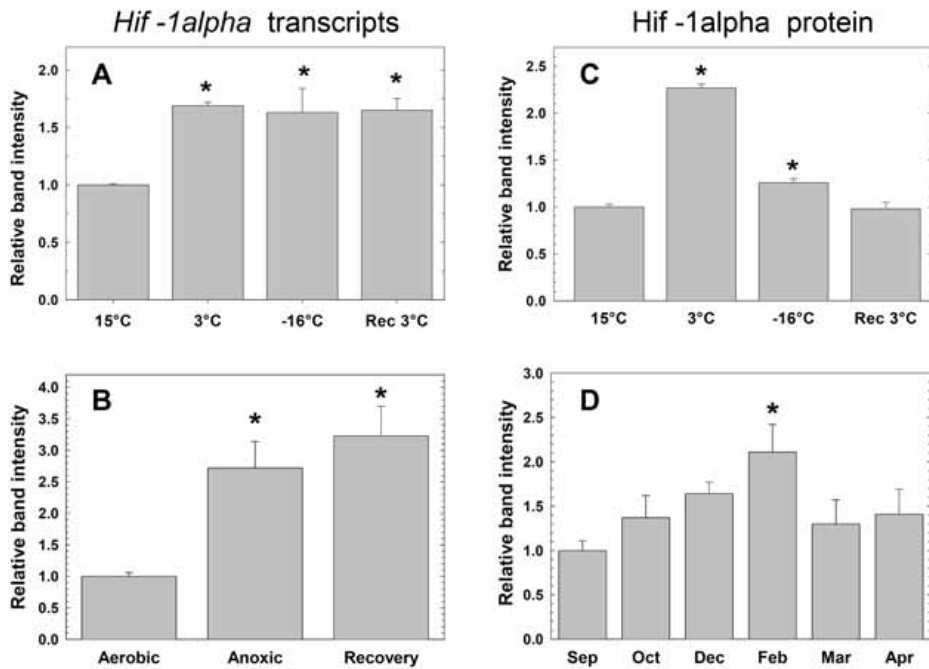 Hif -1alpha transcripts
Hif -1alpha protein
A
Relative band intensity
2.0
1.5
1.0
0.5
0.0
*
*
*
15°C 3°C -16°C Rec 3°C
C
Relative band intensity
2.5
2.0
1.5
1.0
0.5
0.0
*
*
15°C 3°C -16°C Rec 3°C
B
Relative band intensity
4.0
3.5
3.0
2.5
2.0
1.5
1.0
0.5
0.0
*
*
Aerobic Anoxic Recovery
D
Relative band intensity
3.0
2.5
2.0
1.5
1.0
0.5
0.0
*
Sep Oct Dec Feb Mar Apr